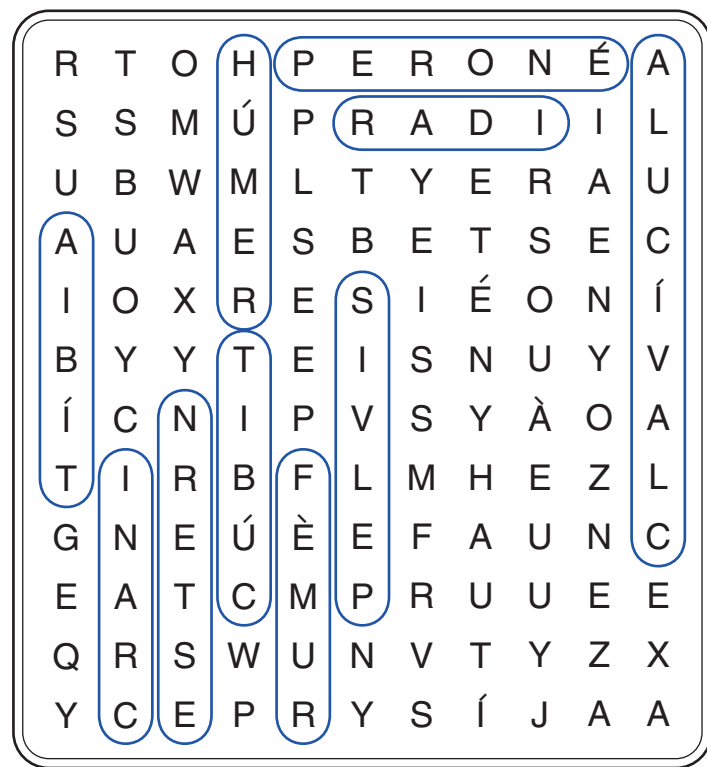 R T O H P E R O N É A
S S M Ú P R A D I I L
U B W M L T Y E R A U
A U A E S B E T S E C
I O X R E S I É O N Í
B Y Y T E I S N U Y V
Í C N I P V S Y À O A
T I R B F L M H E Z L
G N E Ú È E F A U N C
E A T C M P R U U E E
Q R S W U N V T Y Z X
Y C E P R Y S Í J A A